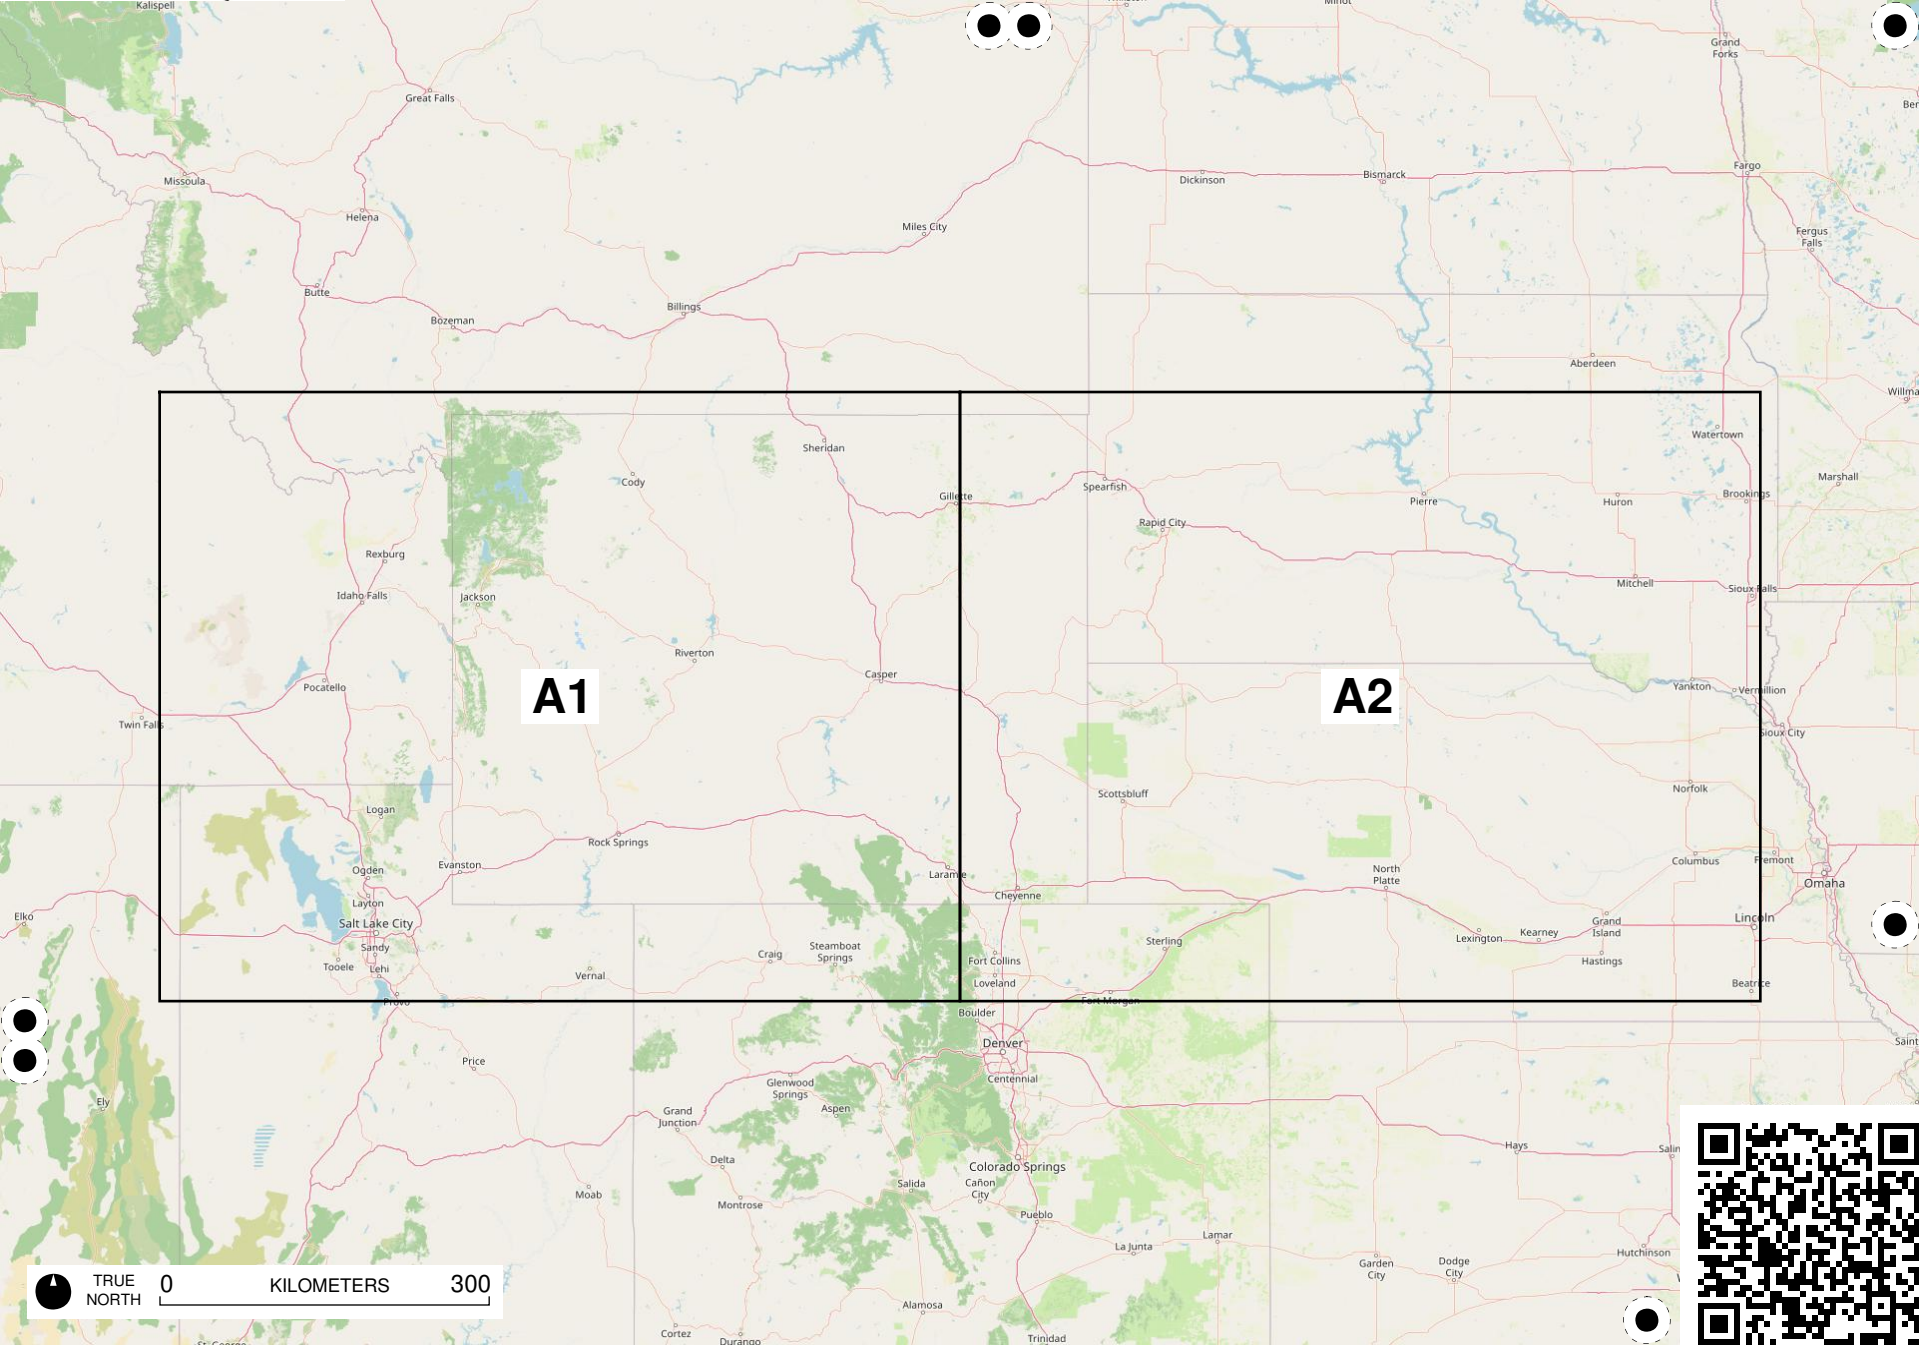 Kalispell
Minot
Grand
Forks
Great Falls
Missoula
Dickinson
Bismarck
Fargo
Helena
Miles City
Fergus
Falls
Butte
Billings
Bozeman
Aberdeen
Watertown
Sheridan
Cody
Gillette
Spearfish
Pierre
Huron
Brookings
Marshall
Rapid City
Rexburg
Mitchell
Sioux Falls
Idaho Falls
Jackson
Riverton
Casper
Pocatello
A1
A2
Yankton
Vermillion
Twin Falls
Sioux City
Scottsbluff
Norfolk
Logan
Rock Springs
Evanston
Ogden
Laramie
Cheyenne
North
Platte
Columbus
Fremont
Omaha
Layton
Elko
Salt Lake City
Sandy
Tooele
Lehi
Vernal
Craig
Steamboat
Springs
Sterling
Fort Collins
Loveland
Lexington
Kearney
Grand
Island
Hastings
Lincoln
Beatrice
Provo
Fort Morgan
Boulder
Denver
Centennial
Price
Saint
Glenwood
Springs
Aspen
Ely
Grand
Junction
Hays
Delta
Colorado Springs
Moab
Montrose
Salida
Cañon
City
Pueblo
La Junta
Lamar
Garden
City
Dodge
City
Hutchinson
TRUE
NORTH
0 KILOMETERS 300
Alamosa
Cortez
Durango
Trinidad
St. George